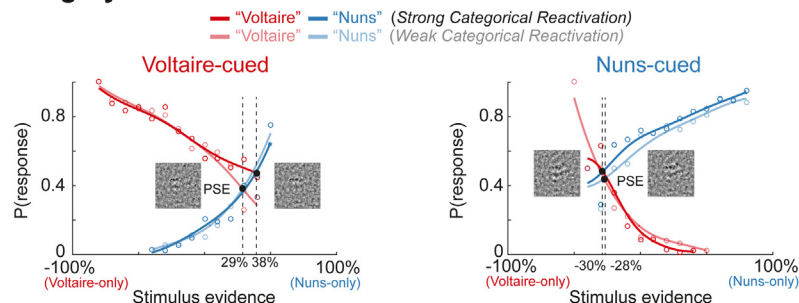 "Voltaire" "Nuns" (Strong Categorical Reactivation)
"Voltaire" "Nuns" (Weak Categorical Reactivation)
Voltaire-cued
P(response)
0.8
0.4
0
PSE
-100%
29% 38%
100%
(Voltaire-only)
(Nuns-only)
Stimulus evidence
Nuns-cued
P(response)
0.8
0.4
0
PSE
-100%
-30% -28%
100%
(Voltaire-only)
(Nuns-only)
Stimulus evidence